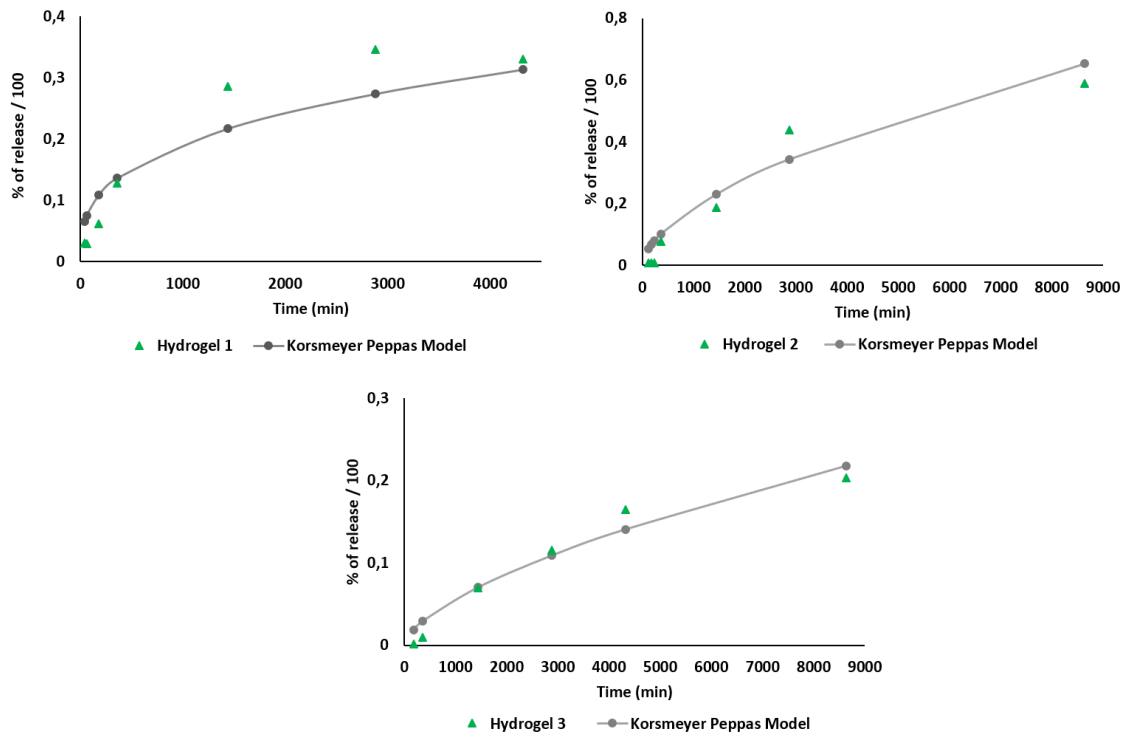 0,4
0,3
0,2
0,1
0
% of release / 100
0 1000 2000 3000 4000
Time (min)
Hydrogel 1 Korsmeyer Peppas Model
0,8
0,6
0,4
0,2
0
% of release / 100
0 1000 2000 3000 4000 5000 6000 7000 8000 9000
Time (min)
Hydrogel 2 Korsmeyer Peppas Model
0,3
0,2
0,1
0
% of release / 100
0 1000 2000 3000 4000 5000 6000 7000 8000 9000
Time (min)
Hydrogel 3 Korsmeyer Peppas Model